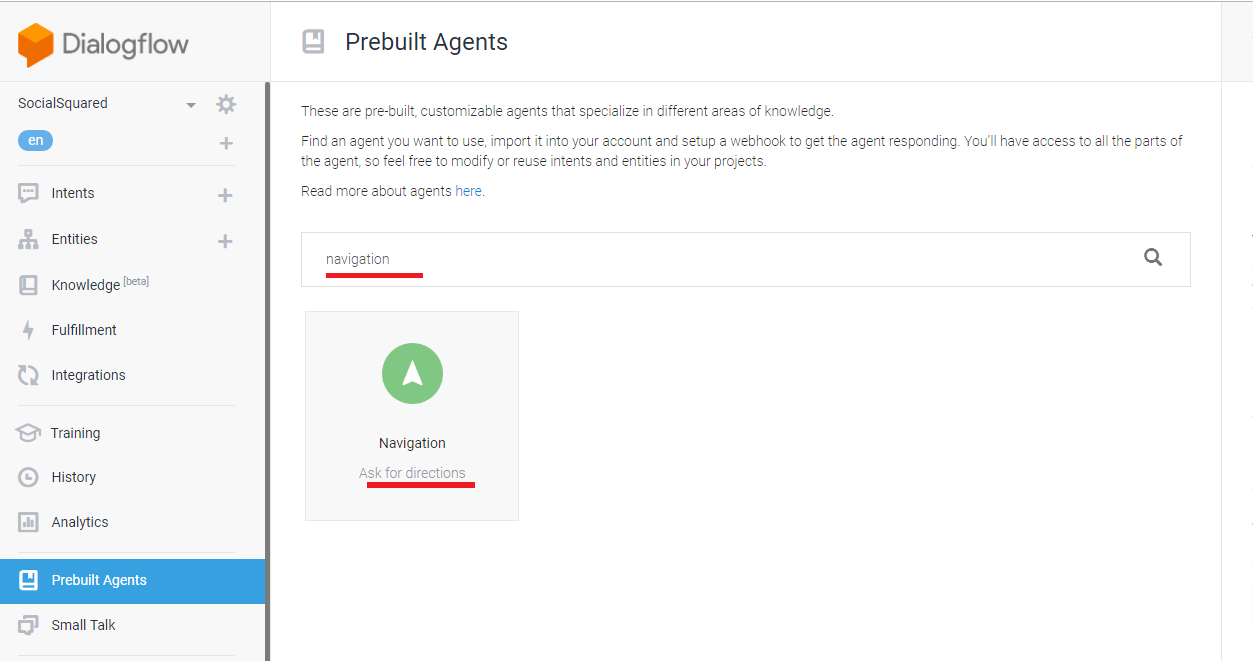 Dialogflow
Prebuilt Agents
SocialSquared
en
Intents
Entities
Knowledge [beta]
Fulfillment
Integrations
Training
History
Analytics
Prebuilt Agents
Small Talk
These are pre-built, customizable agents that specialize in different areas of knowledge.
Find an agent you want to use, import it into your account and setup a webhook to get the agent responding. You'll have access to all the parts of
the agent, so feel free to modify or reuse intents and entities in your projects.
Read more about agents here.
navigation
Navigation
Ask for directions